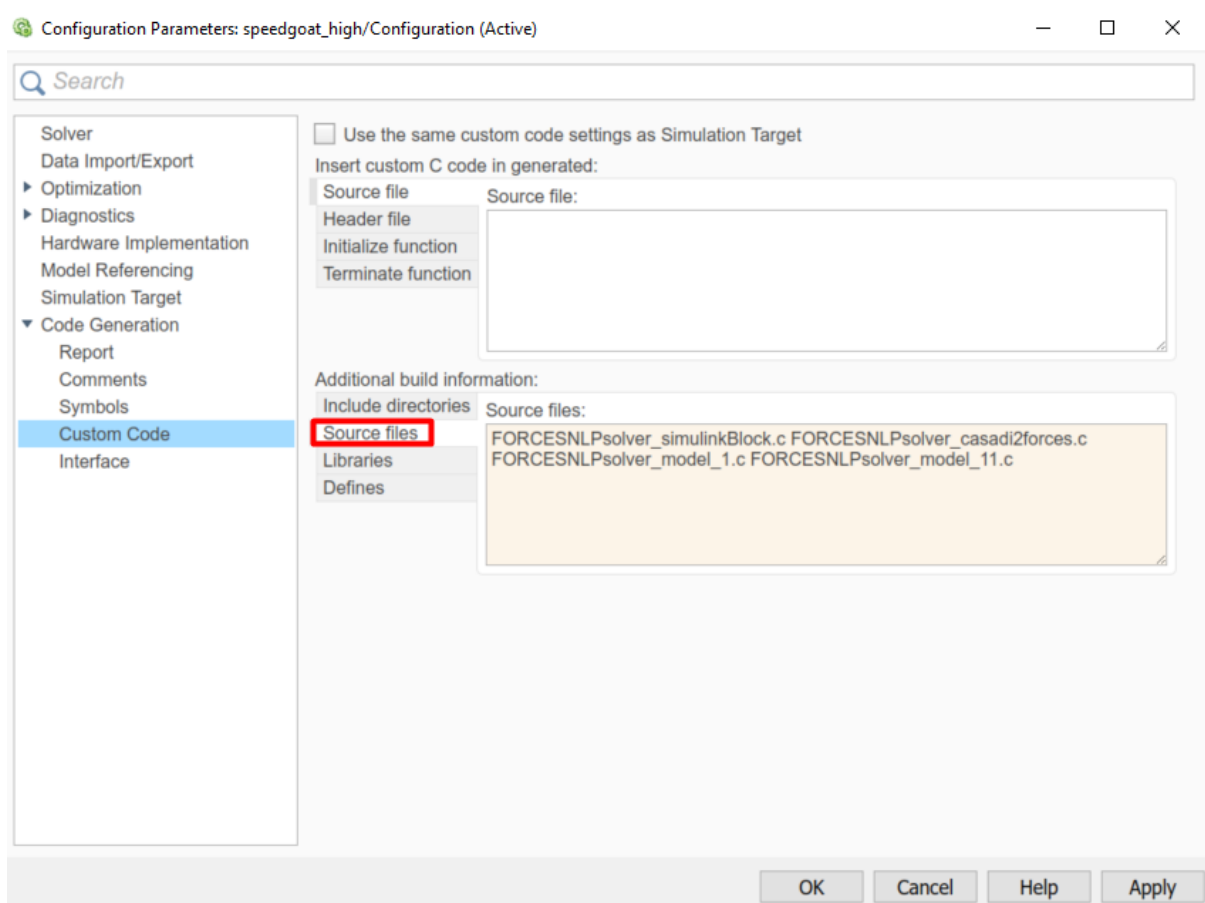 Configuration Parameters: speedgoat_high/Configuration (Active)
Search
Solver
Data Import/Export
Optimization
Diagnostics
Hardware Implementation
Model Referencing
Simulation Target
Code Generation
Report
Comments
Symbols
Custom Code
Interface
Use the same custom code settings as Simulation Target
Insert custom C code in generated:
Source file
Header file
Initialize function
Terminate function
Source file:
Additional build information:
Include directories
Source files
Libraries
Defines
Source files:
FORCESNLPsolver_simulinkBlock.c FORCESNLPsolver_casadi2forces.c
FORCESNLPsolver_model_1.c FORCESNLPsolver_model_11.c
OK
Cancel
Help
Apply